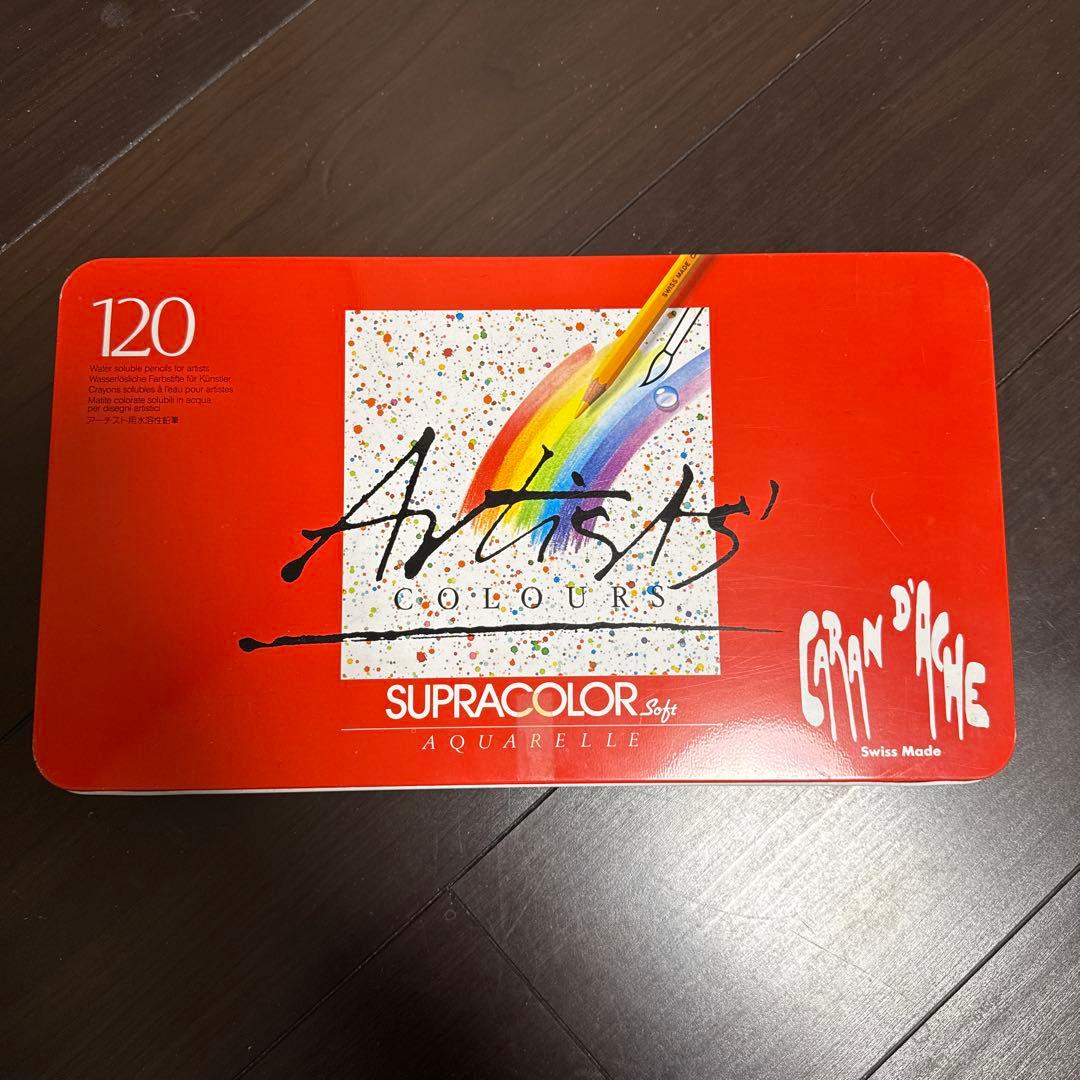 120
Water soluble pencils for artists
Wasserlösliche Farbstifte für Künstler
Crayons solubles à l'eau pour artistes
Matite colorate solubili in acqua
per disegni artistici
アーチスト用水溶性鉛筆
SWISS MADE
Artists'
COLOURS
SUPRACOLOR Soft
AQUARELLE
CARAN D'ACHE
Swiss Made